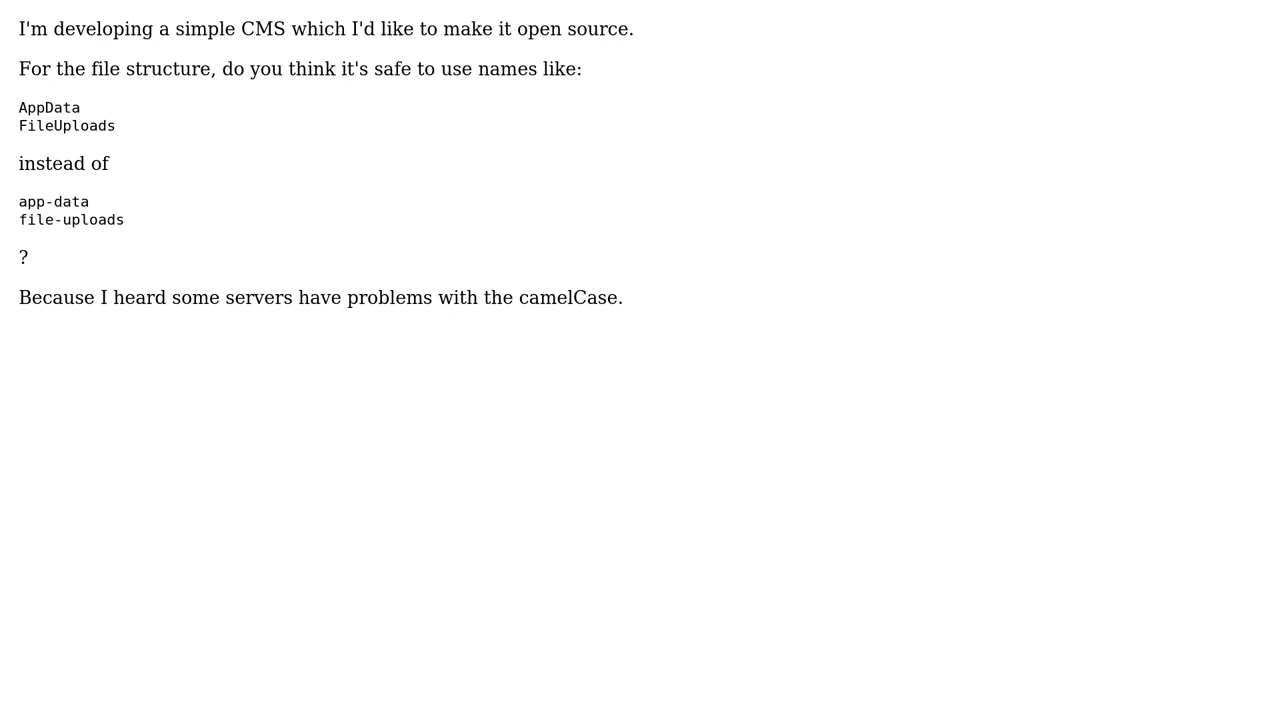 I'm developing a simple CMS which I'd like to make it open source.
For the file structure, do you think it's safe to use names like:
AppData
FileUploads
instead of
app-data
file-uploads
?
Because I heard some servers have problems with the camelCase.